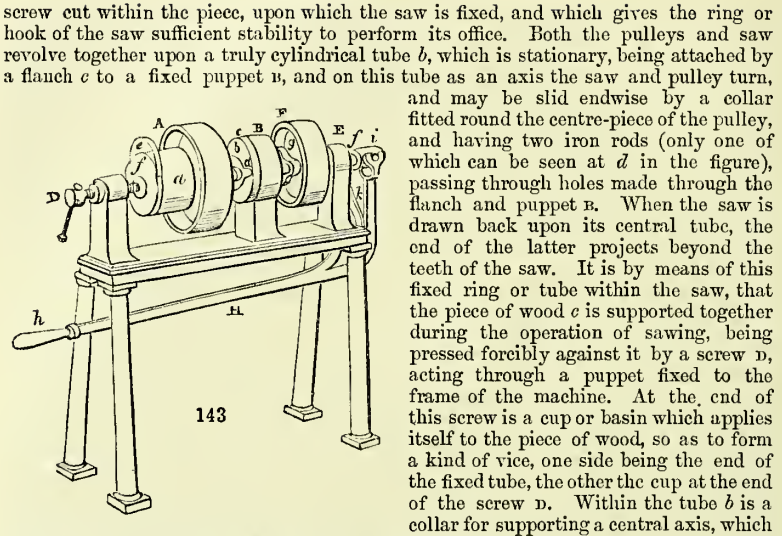 screw cut within the piece, upon which the saw is fixed, and which gives the ring or
hook of the saw sufficient stability to perform its office. Both the pulleys and saw
revolve together upon a truly cylindrical tube b, which is stationary, being attached by
a flanch c to a fixed puppet B, and on this tube as an axis the saw and pulley turn,
and may be slid endwise by a collar
fitted round the centre-piece of the pulley,
and having two iron rods (only one of
which can be seen at d in the figure),
passing through holes made through the
flanch and puppet B. When the saw is
drawn back upon its central tube, the
end of the latter projects beyond the
teeth of the saw. It is by means of this
fixed ring or tube within the saw, that
the piece of wood c is supported together
during the operation of sawing, being
pressed forcibly against it by a screw D,
acting through a puppet fixed to the
frame of the machine. At the end of
this screw is a cup or basin which applies
itself to the piece of wood, so as to form
a kind of vice, one side being the end of
the fixed tube, the other the cup at the end
of the screw D. Within the tube b is a
collar for supporting a central axis, which
A
F
c B
E f i
e
b
d
g
f
a
D
k
h
H
143